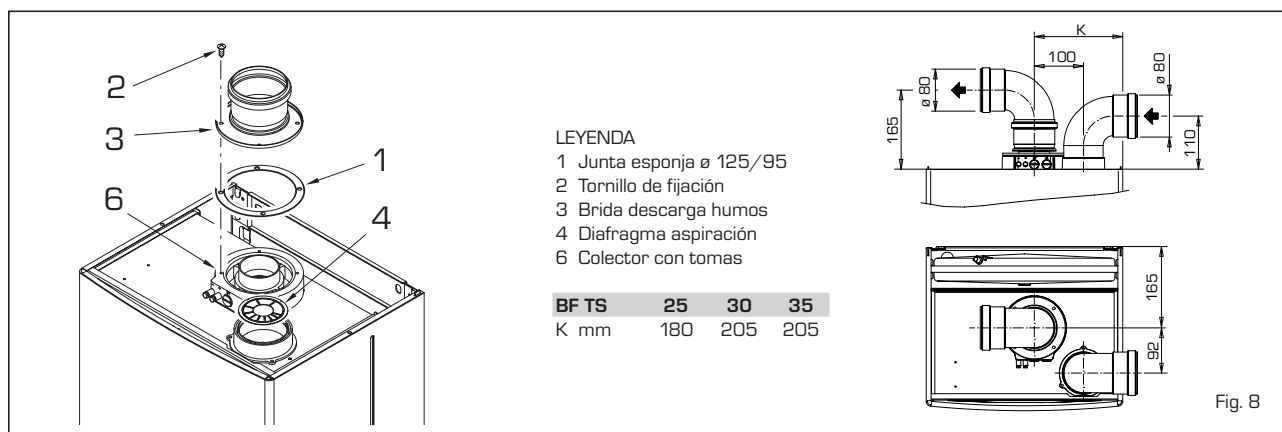 2
3
1
6
4
LEYENDA
1 Junta esponja ø 125/95
2 Tornillo de fijación
3 Brida descarga humos
4 Diafragma aspiración
6 Colector con tomas
BF TS 25 30 35
K mm 180 205 205
K
100
ø 80
ø 80
165
110
165
92
Fig. 8